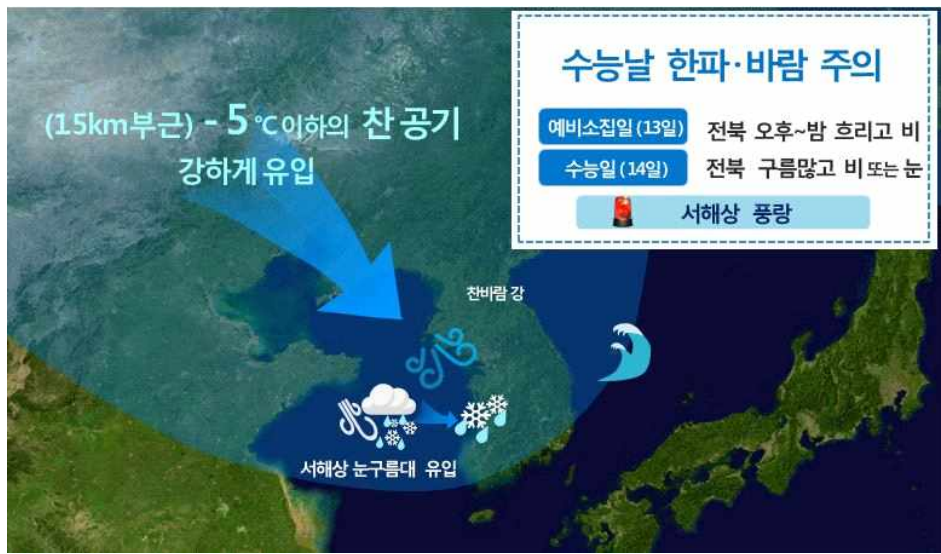 수능날 한파·바람 주의
예비소집일(13일) 전북 오후~밤 흐리고 비
수능일(14일) 전북 구름많고 비 또는 눈
서해상 풍랑
(15km부근) - 5℃이하의 찬 공기
강하게 유입
찬바람 강
서해상 눈구름대 유입